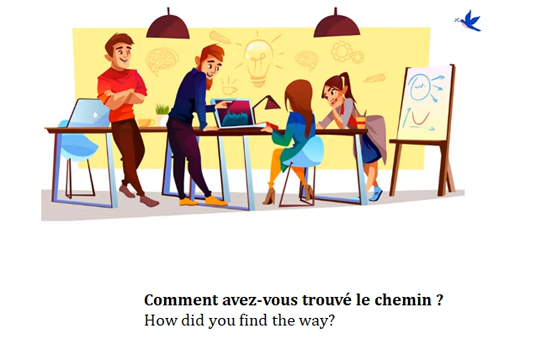 Comment avez-vous trouvé le chemin ?
How did you find the way?